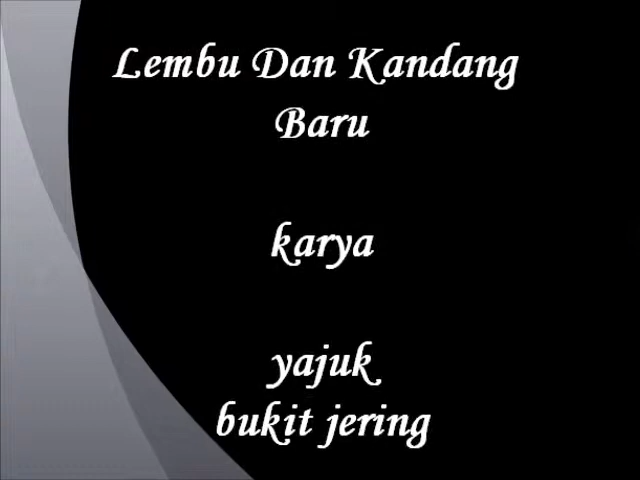 Lembu Dan Kandang
Baru
karya
yajuk
bukit jering